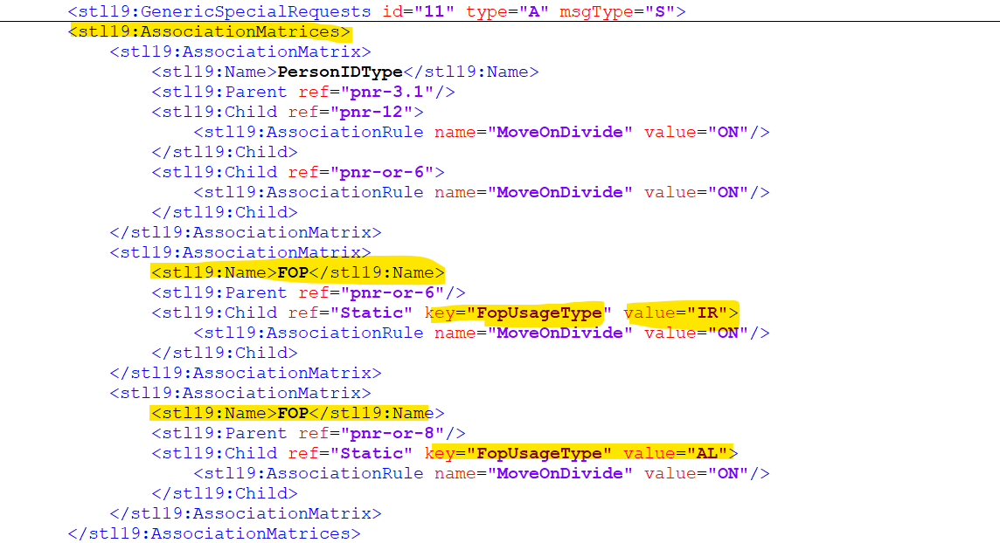 <stl19:GenericSpecialRequests id="11" type="A" msgType="S">
<stl19:AssociationMatrices>
<stl19:AssociationMatrix>
<stl19:Name>PersonIDType</stl19:Name>
<stl19:Parent ref="pnr-3.1"/>
<stl19:Child ref="pnr-12">
<stl19:AssociationRule name="MoveOnDivide" value="ON"/>
</stl19:Child>
<stl19:Child ref="pnr-or-6">
<stl19:AssociationRule name="MoveOnDivide" value="ON"/>
</stl19:Child>
</stl19:AssociationMatrix>
<stl19:AssociationMatrix>
<stl19:Name>FOP</stl19:Name>
<stl19:Parent ref="pnr-or-6"/>
<stl19:Child ref="Static" key="FopUsageType" value="IR">
<stl19:AssociationRule name="MoveOnDivide" value="ON"/>
</stl19:Child>
</stl19:AssociationMatrix>
<stl19:AssociationMatrix>
<stl19:Name>FOP</stl19:Name>
<stl19:Parent ref="pnr-or-8"/>
<stl19:Child ref="Static" key="FopUsageType" value="AL">
<stl19:AssociationRule name="MoveOnDivide" value="ON"/>
</stl19:Child>
</stl19:AssociationMatrix>
</stl19:AssociationMatrices>